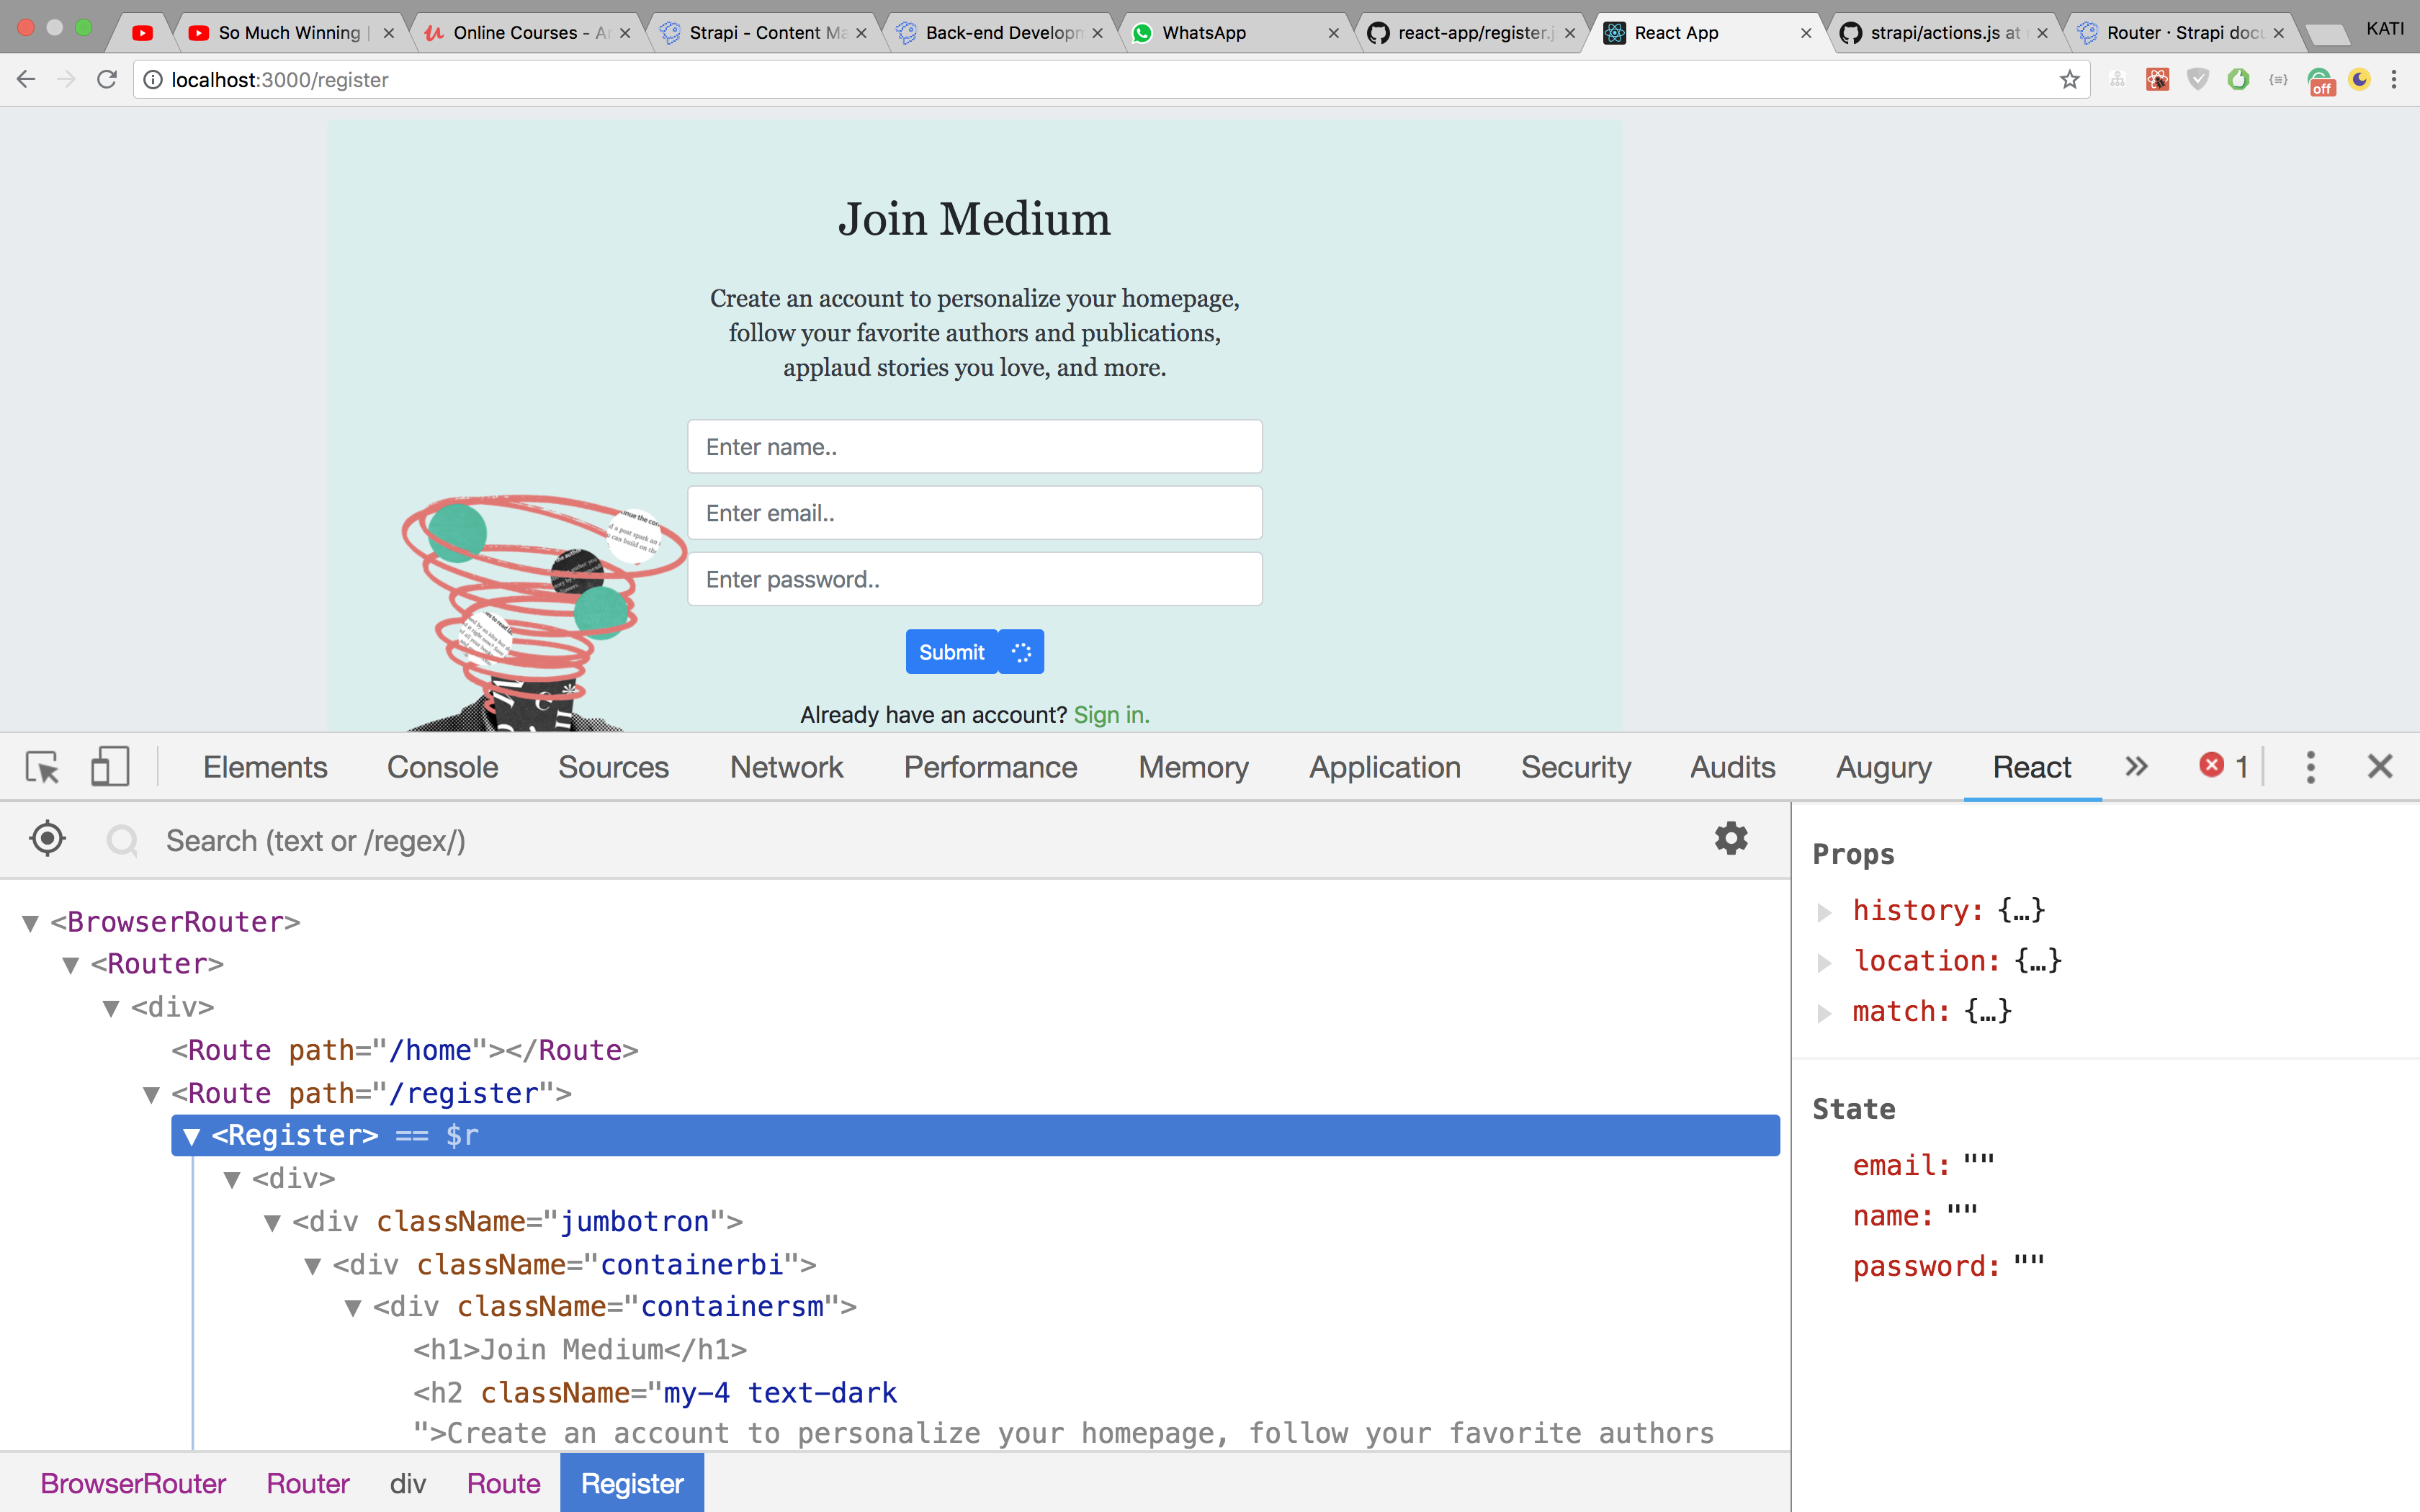 So Much Winning |
Online Courses - Ar
Strapi - Content Ma
Back-end Developm
WhatsApp
react-app/register.j
React App
strapi/actions.js at
Router · Strapi docu
KATI
localhost:3000/register
off
Join Medium
Create an account to personalize your homepage,
follow your favorite authors and publications,
applaud stories you love, and more.
Enter name..
Enter email..
Enter password..
Submit
Already have an account? Sign in.
Elements Console Sources Network Performance Memory Application Security Audits Augury React » 1
Search (text or /regex/)
<BrowserRouter>
<Router>
<div>
<Route path="/home"></Route>
<Route path="/register">
<Register> == $r
<div>
<div className="jumbotron">
<div className="containerbi">
<div className="containersm">
<h1>Join Medium</h1>
<h2 className="my-4 text-dark
">Create an account to personalize your homepage, follow your favorite authors
BrowserRouter Router div Route Register
Props
history: {…}
location: {…}
match: {…}
State
email: ""
name: ""
password: ""